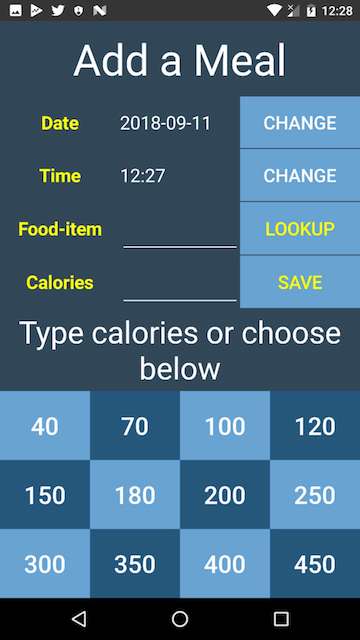 12:28
Add a Meal
Date 2018-09-11 CHANGE
Time 12:27 CHANGE
Food-item LOOKUP
Calories SAVE
Type calories or choose
below
40 70 100 120
150 180 200 250
300 350 400 450